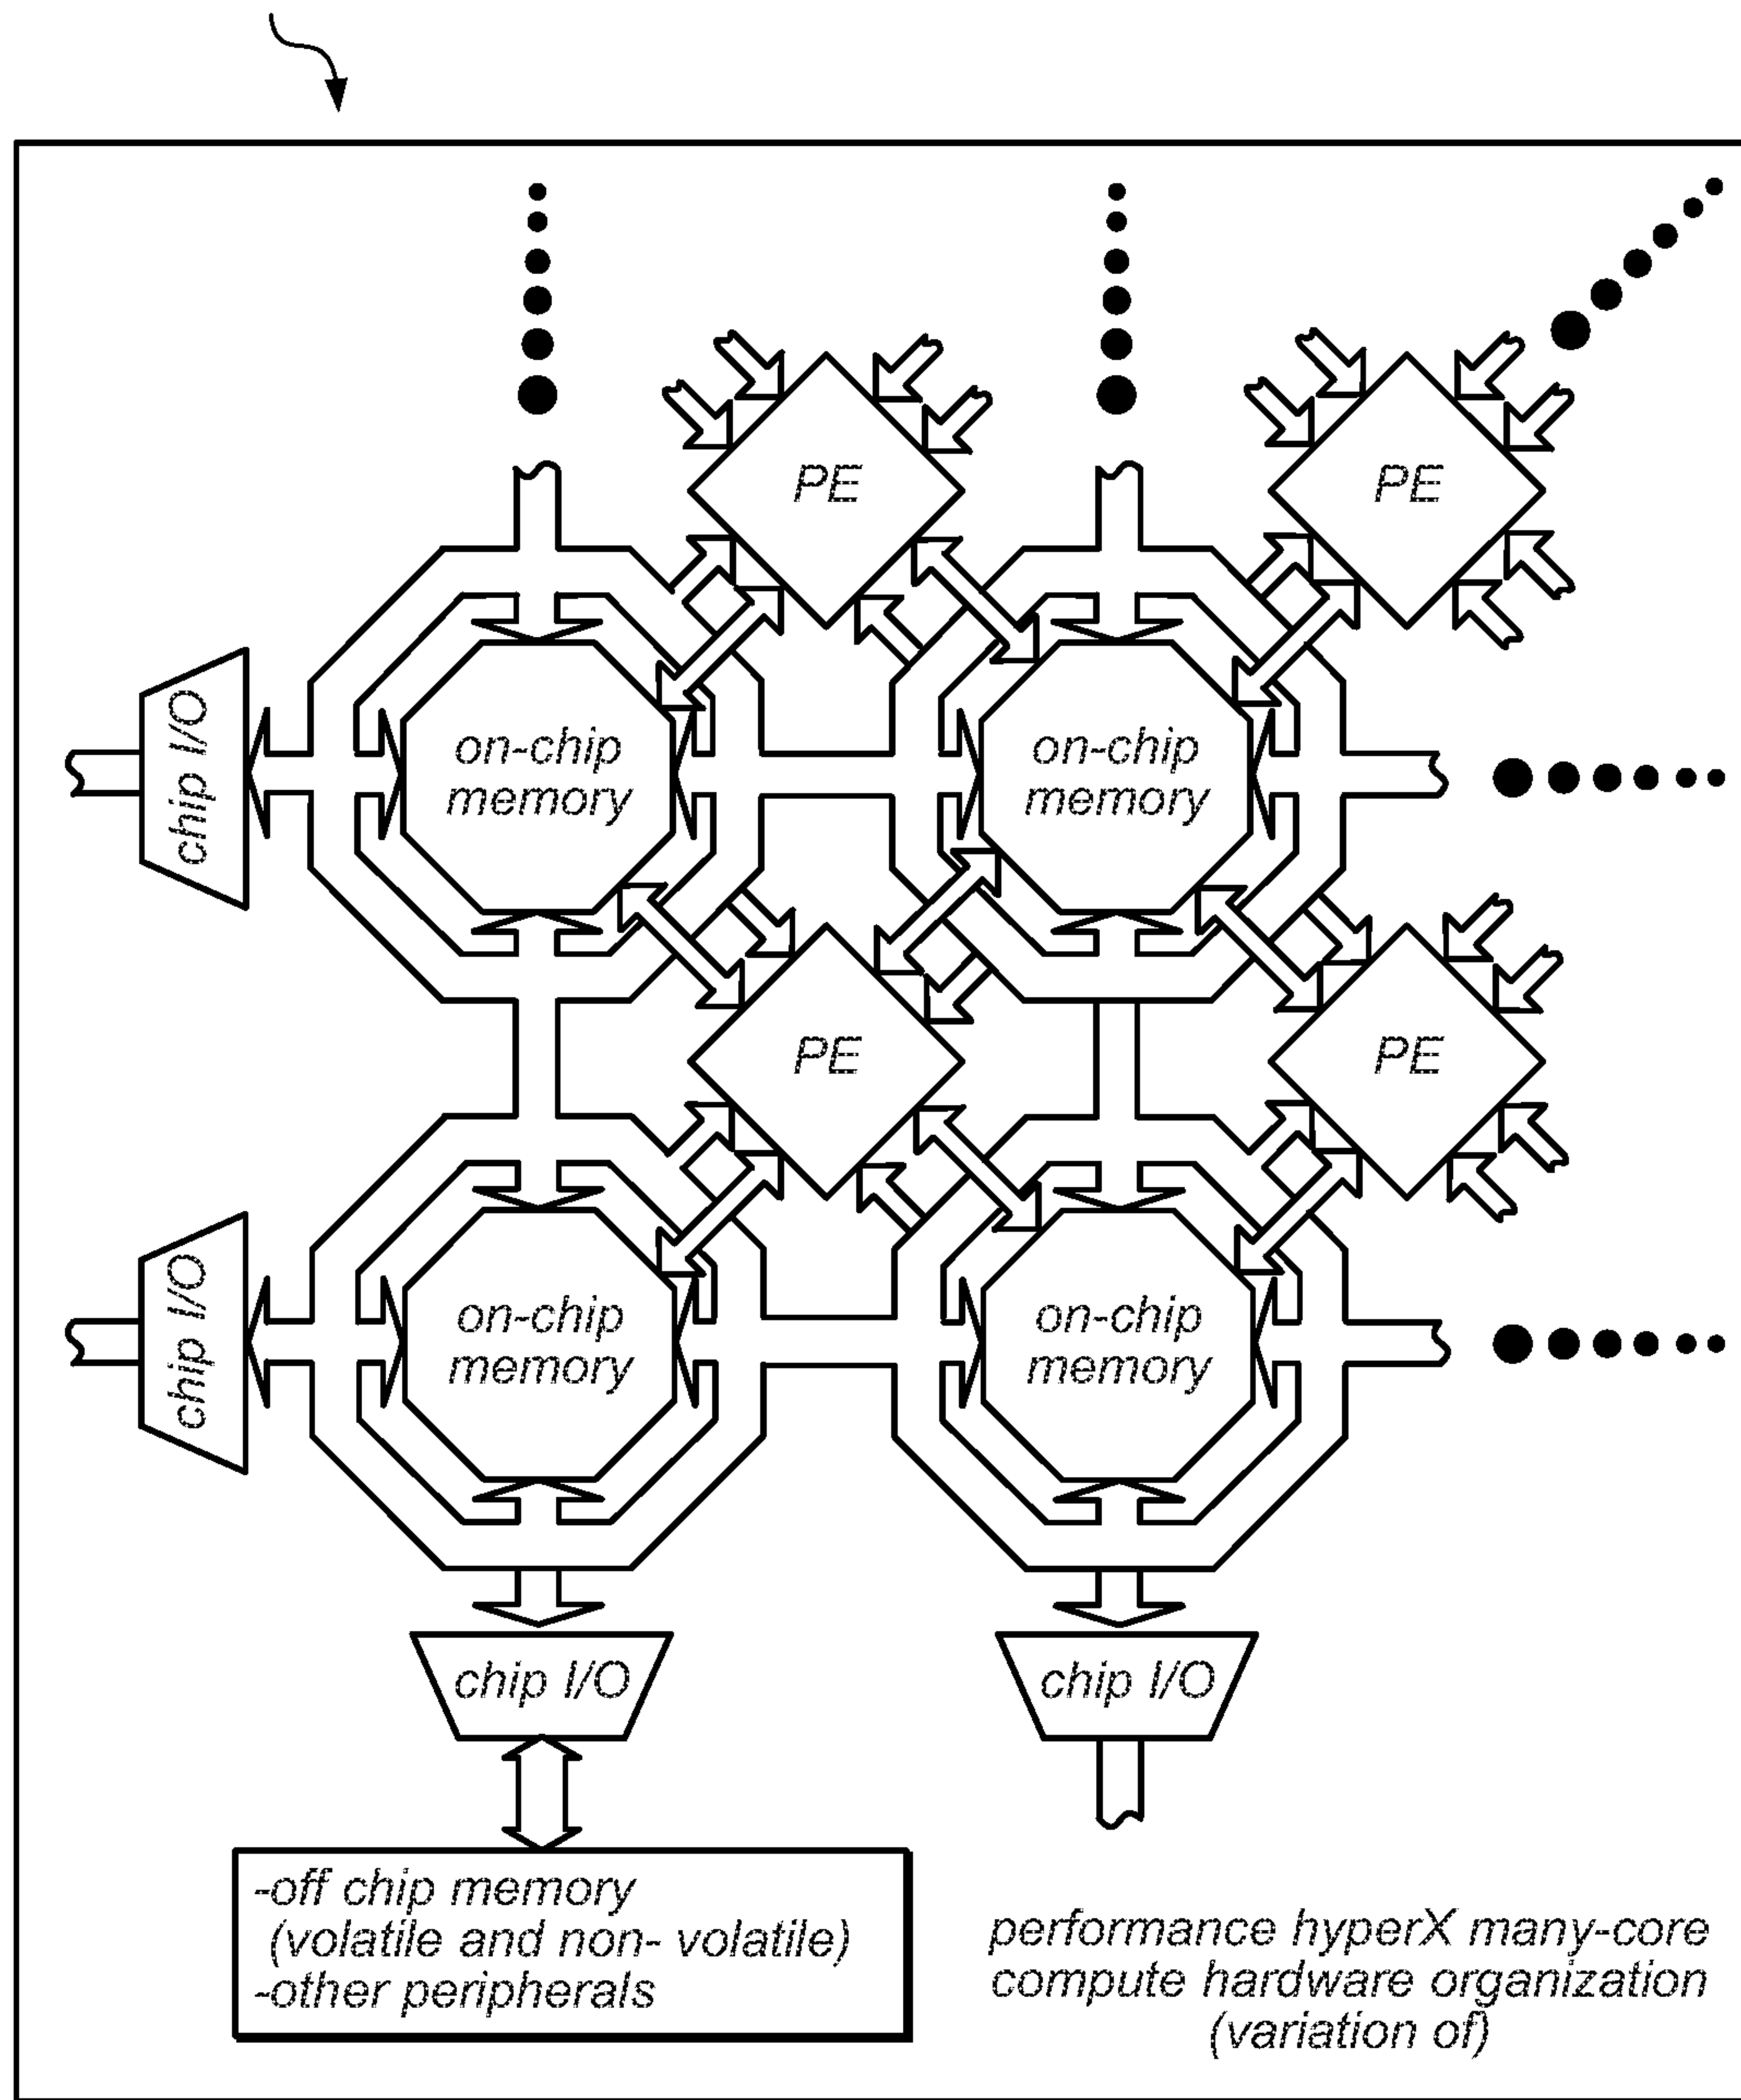 PE
PE
chip I/O
on-chip
memory
on-chip
memory
PE
PE
chip I/O
on-chip
memory
on-chip
memory
chip I/O
chip I/O
-off chip memory
(volatile and non- volatile)
-other peripherals
performance hyperX many-core
compute hardware organization
(variation of)